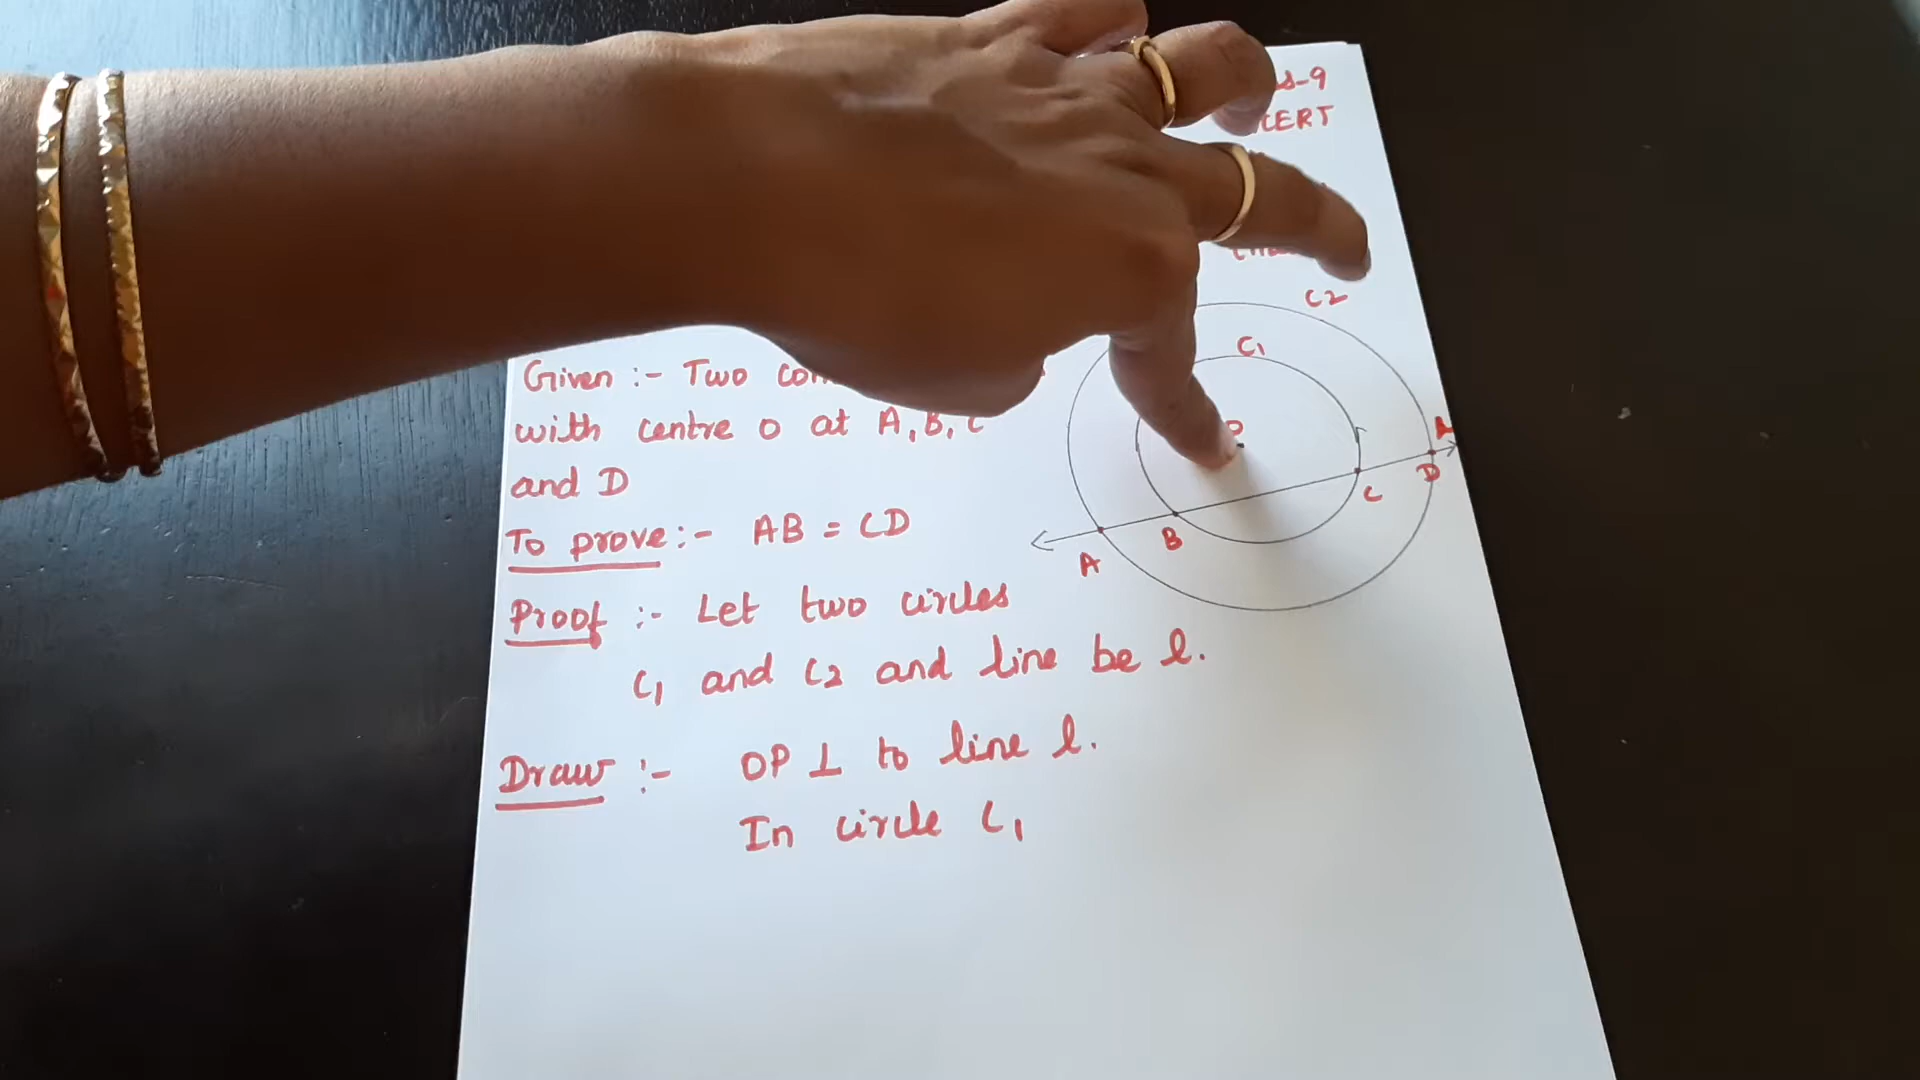 CERT
C2
C1
Given :- Two
with centre O at A, B, C
and D
D
C
B
A
To prove :- AB = CD
Proof :- Let two circles
C1 and C2 and line be l.
Draw :- OP ⊥ to line l.
In circle C1